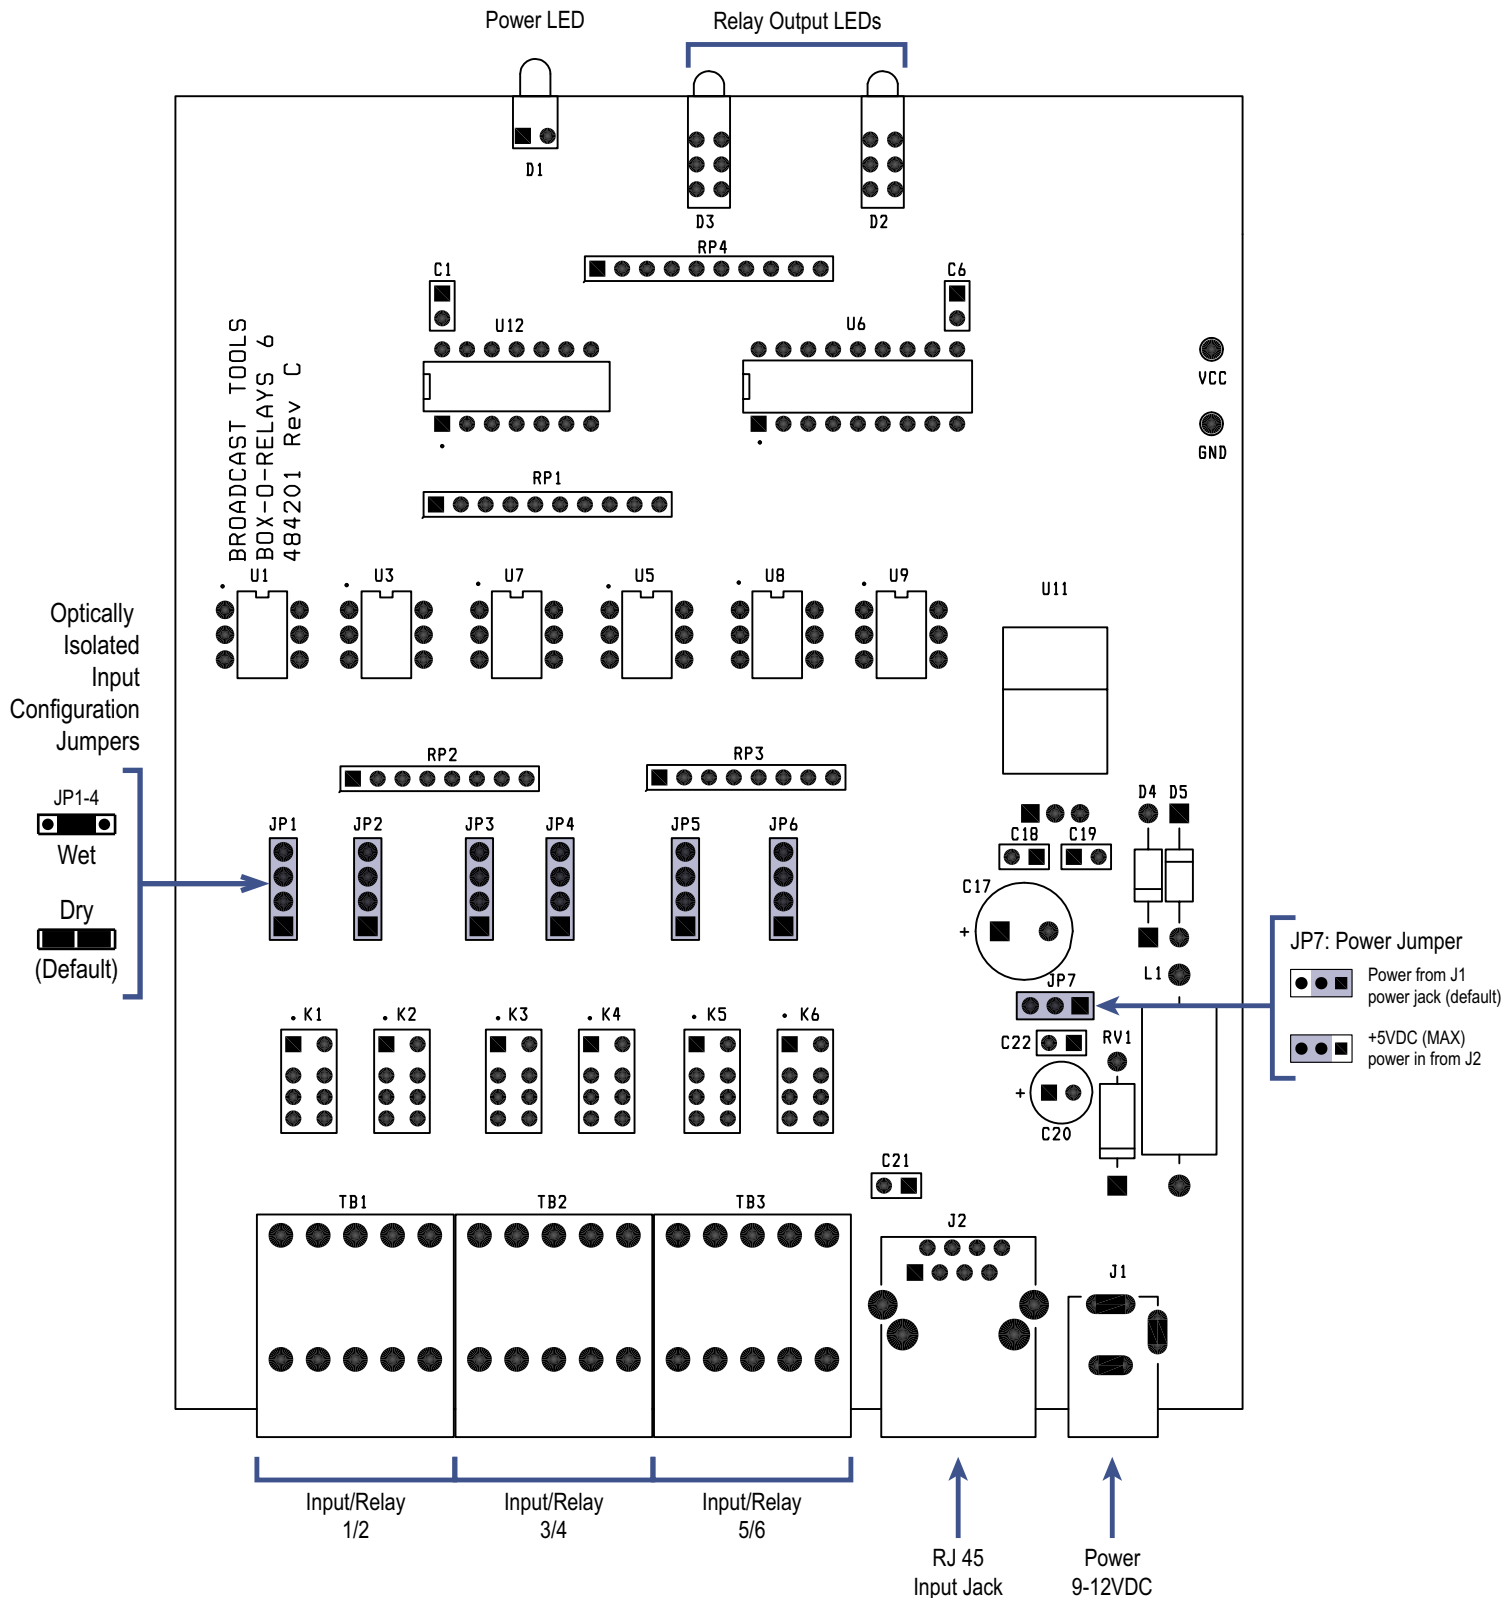 Power LED
Relay Output LEDs
D1
D3
D2
RP4
C1
C6
U12
U6
VCC
GND
BROADCAST TOOLS
BOX-O-RELAYS 6
484201 Rev C
RP1
U1
U3
U7
U5
U8
U9
U11
Optically
Isolated
Input
Configuration
Jumpers
JP1-4
Wet
Dry
(Default)
RP2
RP3
JP1
JP2
JP3
JP4
JP5
JP6
D4
D5
C18
C19
C17
+
L1
JP7
JP7: Power Jumper
Power from J1
power jack (default)
+5VDC (MAX)
power in from J2
K1
K2
K3
K4
K5
K6
C22
RV1
+
C20
C21
TB1
TB2
TB3
J2
J1
Input/Relay
1/2
Input/Relay
3/4
Input/Relay
5/6
RJ 45
Input Jack
Power
9-12VDC